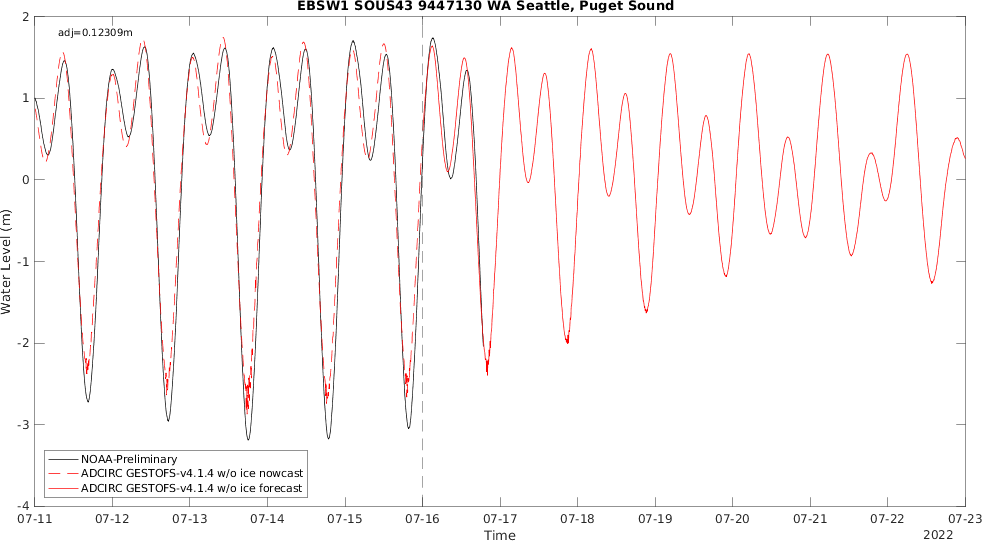 EBSW1 SOUS43 9447130 WA Seattle, Puget Sound
adj=0.12309m
2
1
0
-1
-2
-3
-4
Water Level (m)
NOAA-Preliminary
ADCIRC GESTOFS-v4.1.4 w/o ice nowcast
ADCIRC GESTOFS-v4.1.4 w/o ice forecast
07-11 07-12 07-13 07-14 07-15 07-16 07-17 07-18 07-19 07-20 07-21 07-22 07-23
Time
2022